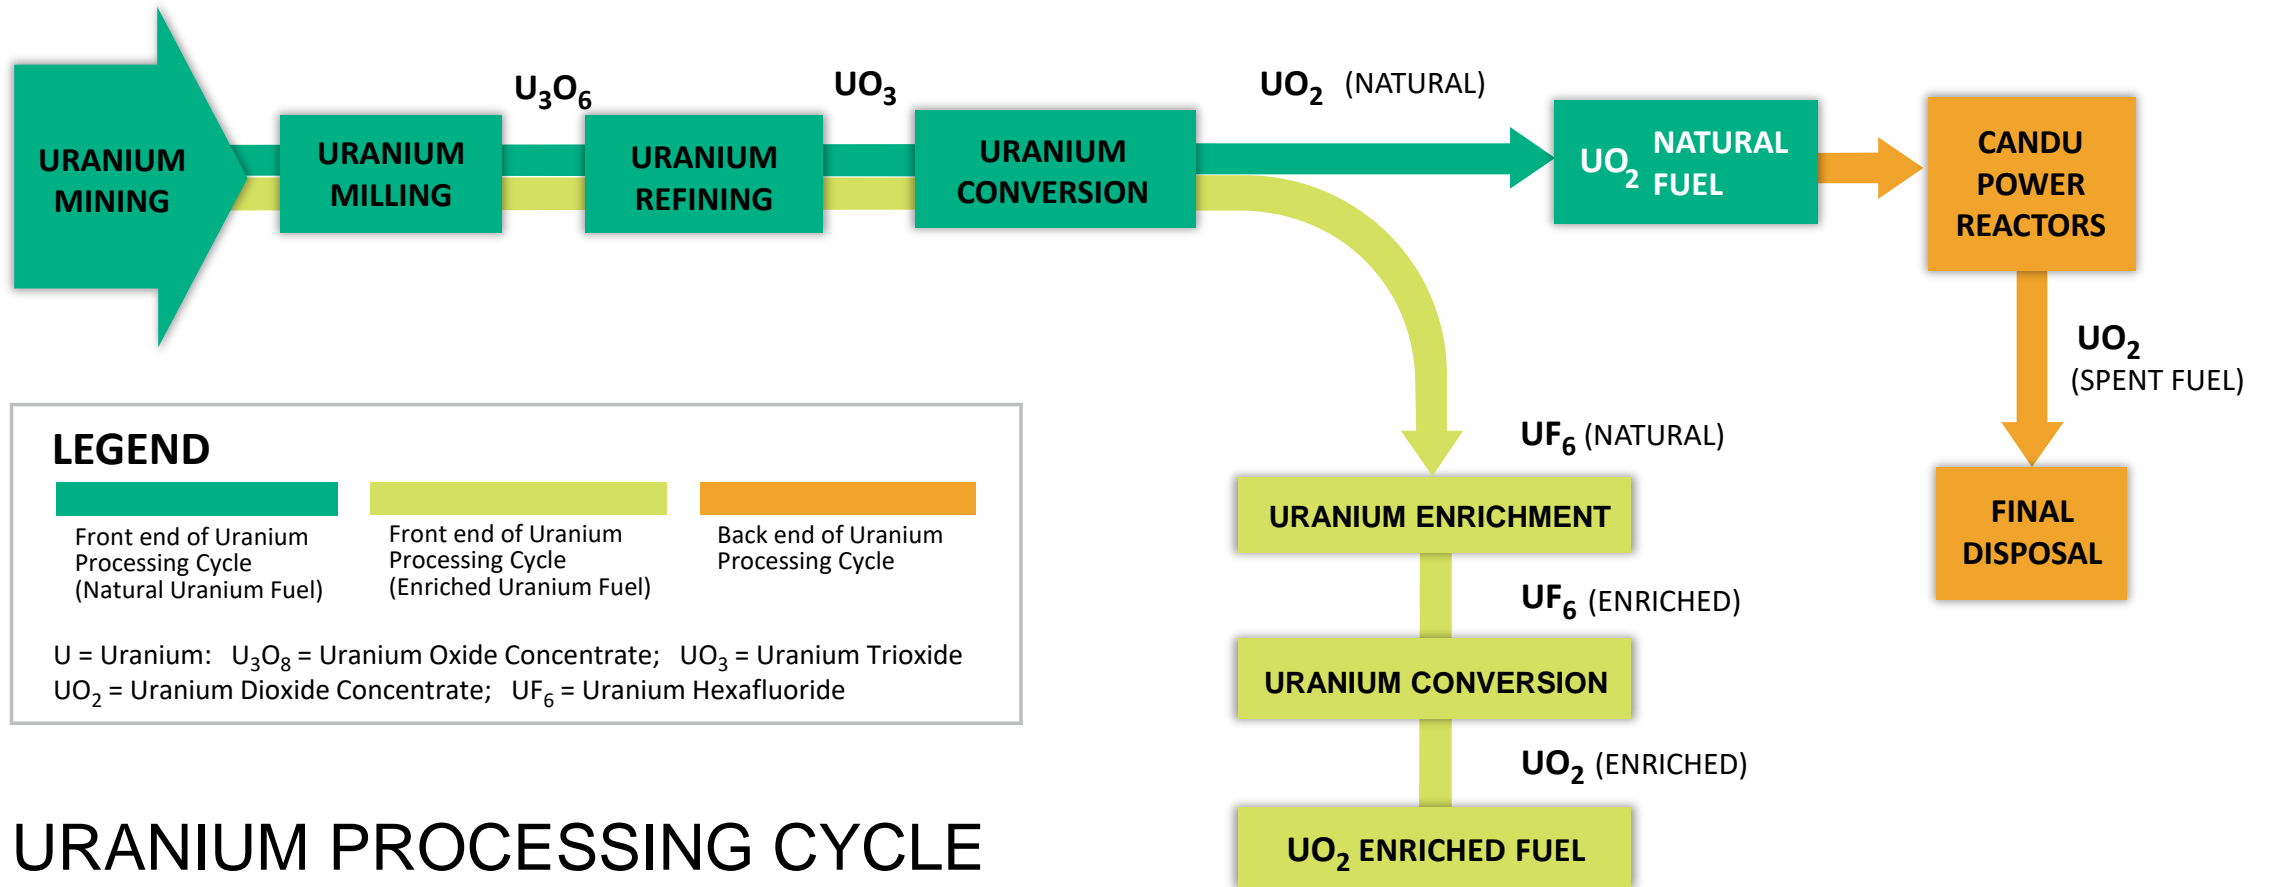 URANIUM
MINING
URANIUM
MILLING
U₃O₆
URANIUM
REFINING
UO₃
URANIUM
CONVERSION
UO₂ (NATURAL)
UO₂ NATURAL
FUEL
CANDU
POWER
REACTORS
UO₂
(SPENT FUEL)
FINAL
DISPOSAL
UF₆ (NATURAL)
URANIUM ENRICHMENT
UF₆ (ENRICHED)
URANIUM CONVERSION
UO₂ (ENRICHED)
UO₂ ENRICHED FUEL
LEGEND
Front end of Uranium
Processing Cycle
(Natural Uranium Fuel)
Front end of Uranium
Processing Cycle
(Enriched Uranium Fuel)
Back end of Uranium
Processing Cycle
U = Uranium: U₃O₈ = Uranium Oxide Concentrate; UO₃ = Uranium Trioxide
UO₂ = Uranium Dioxide Concentrate; UF₆ = Uranium Hexafluoride
URANIUM PROCESSING CYCLE